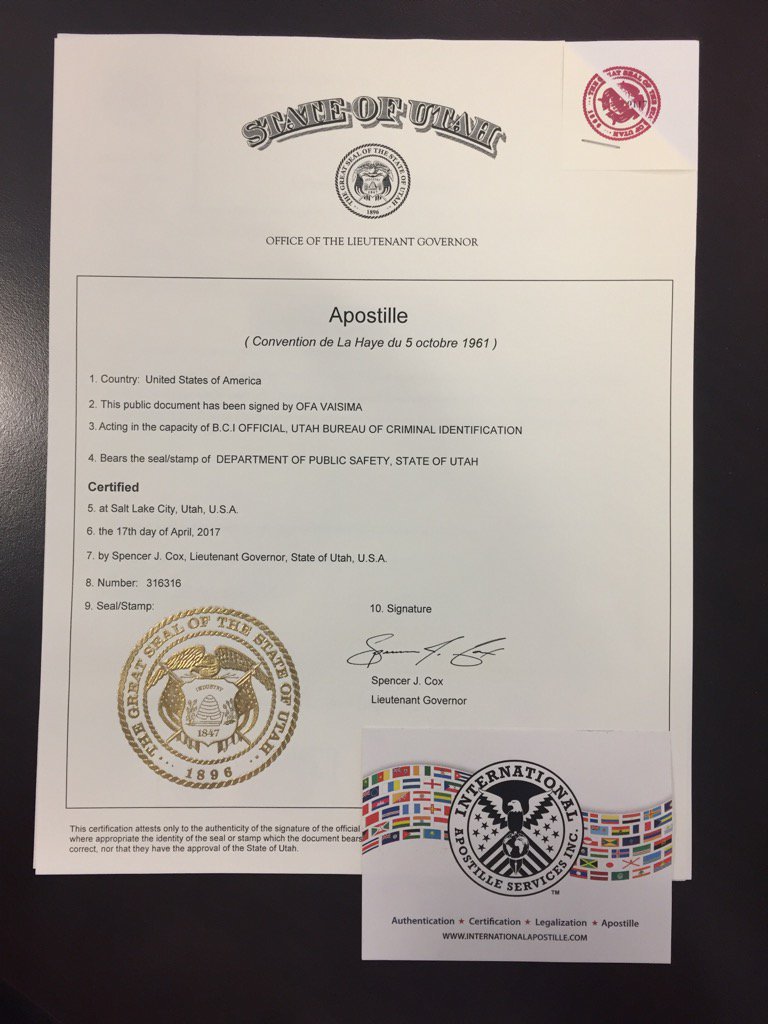 STATE OF UTAH
THE GREAT SEAL OF THE STATE OF UTAH
1896
OFFICE OF THE LIEUTENANT GOVERNOR
Apostille
( Convention de La Haye du 5 octobre 1961 )
1. Country: United States of America
2. This public document has been signed by OFA VAISIMA
3. Acting in the capacity of B.C.I OFFICIAL, UTAH BUREAU OF CRIMINAL IDENTIFICATION
4. Bears the seal/stamp of DEPARTMENT OF PUBLIC SAFETY, STATE OF UTAH
Certified
5. at Salt Lake City, Utah, U.S.A.
6. the 17th day of April, 2017
7. by Spencer J. Cox, Lieutenant Governor, State of Utah, U.S.A.
8. Number: 316316
9. Seal/Stamp:
10. Signature
THE GREAT SEAL OF THE STATE OF UTAH
INDUSTRY
1847
1896
Spencer J. Cox
Lieutenant Governor
This certification attests only to the authenticity of the signature of the official
where appropriate the identity of the seal or stamp which the document bears
correct, nor that they have the approval of the State of Utah.
INTERNATIONAL
APOSTILLE SERVICES INC.
TM
Authentication ★ Certification ★ Legalization ★ Apostille
WWW.INTERNATIONALAPOSTILLE.COM